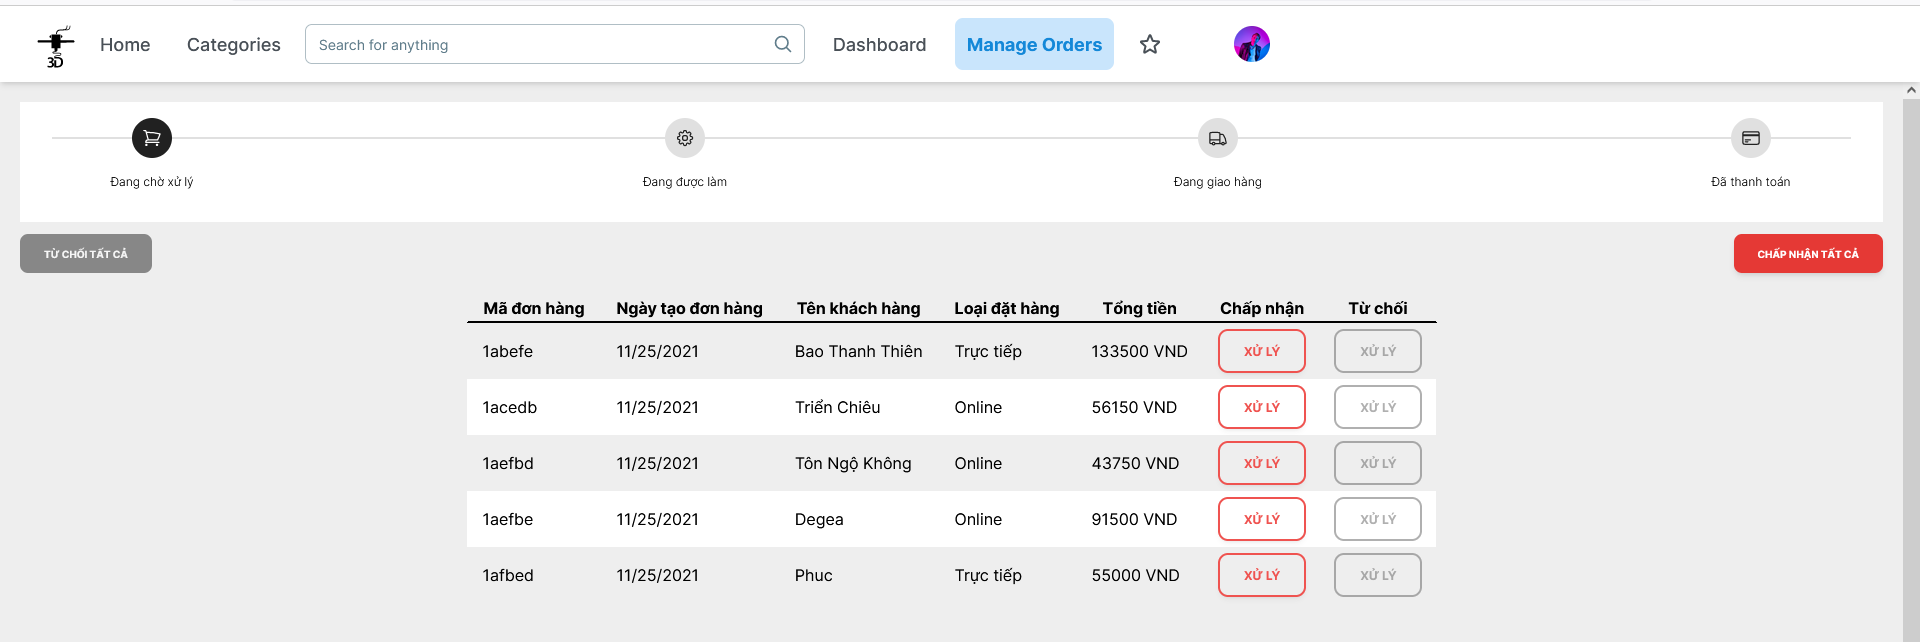 3D Home Categories Search for anything Dashboard Manage Orders
Đang chờ xử lý Đang được làm Đang giao hàng Đã thanh toán
TỪ CHỐI TẤT CẢ CHẤP NHẬN TẤT CẢ
Mã đơn hàng Ngày tạo đơn hàng Tên khách hàng Loại đặt hàng Tổng tiền Chấp nhận Từ chối
1abefe 11/25/2021 Bao Thanh Thiên Trực tiếp 133500 VND XỬ LÝ XỬ LÝ
1acedb 11/25/2021 Triển Chiêu Online 56150 VND XỬ LÝ XỬ LÝ
1aefbd 11/25/2021 Tôn Ngộ Không Online 43750 VND XỬ LÝ XỬ LÝ
1aefbe 11/25/2021 Degea Online 91500 VND XỬ LÝ XỬ LÝ
1afbed 11/25/2021 Phuc Trực tiếp 55000 VND XỬ LÝ XỬ LÝ